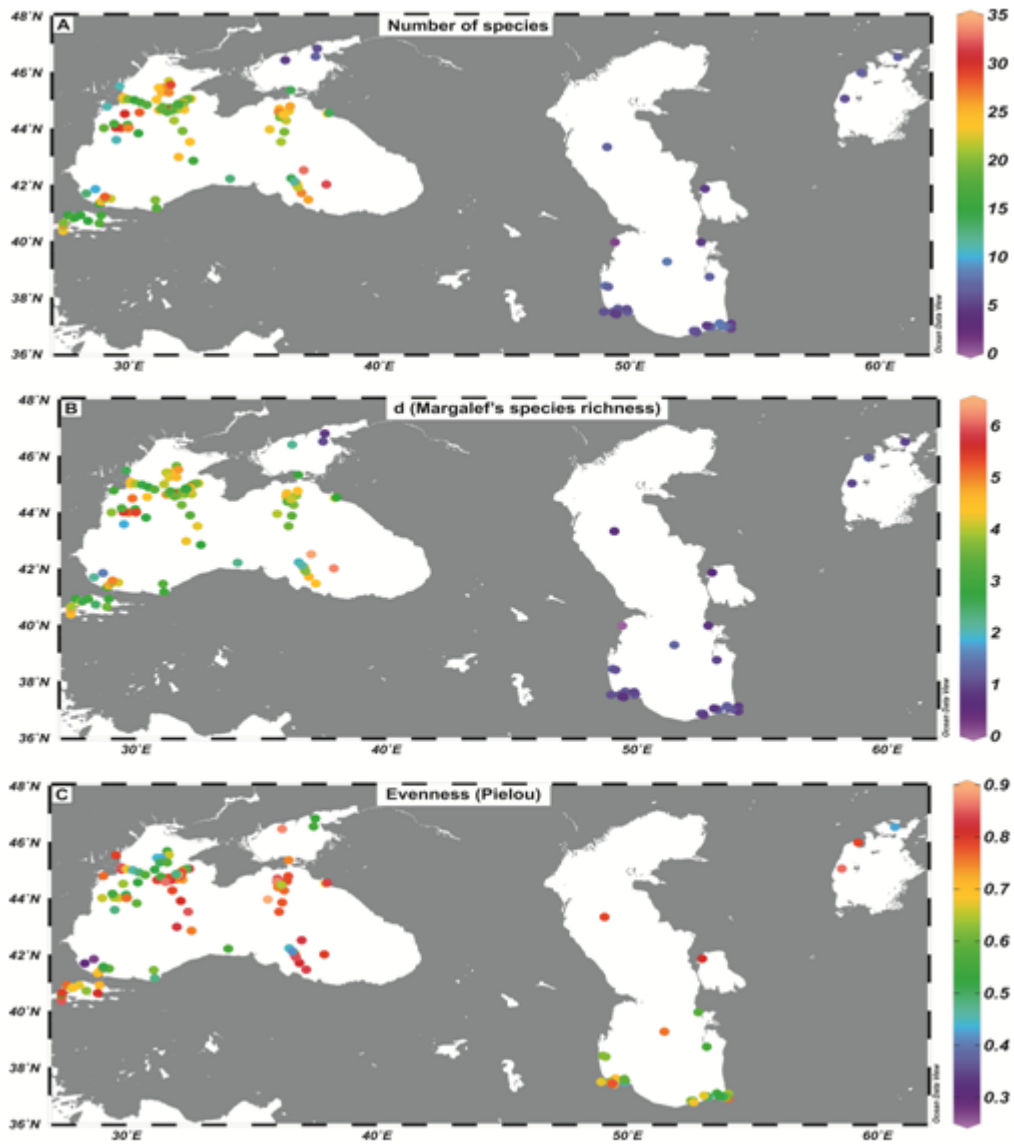 A
Number of species
48˚N
46˚N
44˚N
42˚N
40˚N
38˚N
36˚N
30˚E
40˚E
50˚E
60˚E
Ocean Data View
35
30
25
20
15
10
5
0
B
d (Margalef's species richness)
48˚N
46˚N
44˚N
42˚N
40˚N
38˚N
36˚N
30˚E
40˚E
50˚E
60˚E
Ocean Data View
6
5
4
3
2
1
0
C
Evenness (Pielou)
48˚N
46˚N
44˚N
42˚N
40˚N
38˚N
36˚N
30˚E
40˚E
50˚E
60˚E
Ocean Data View
0.9
0.8
0.7
0.6
0.5
0.4
0.3